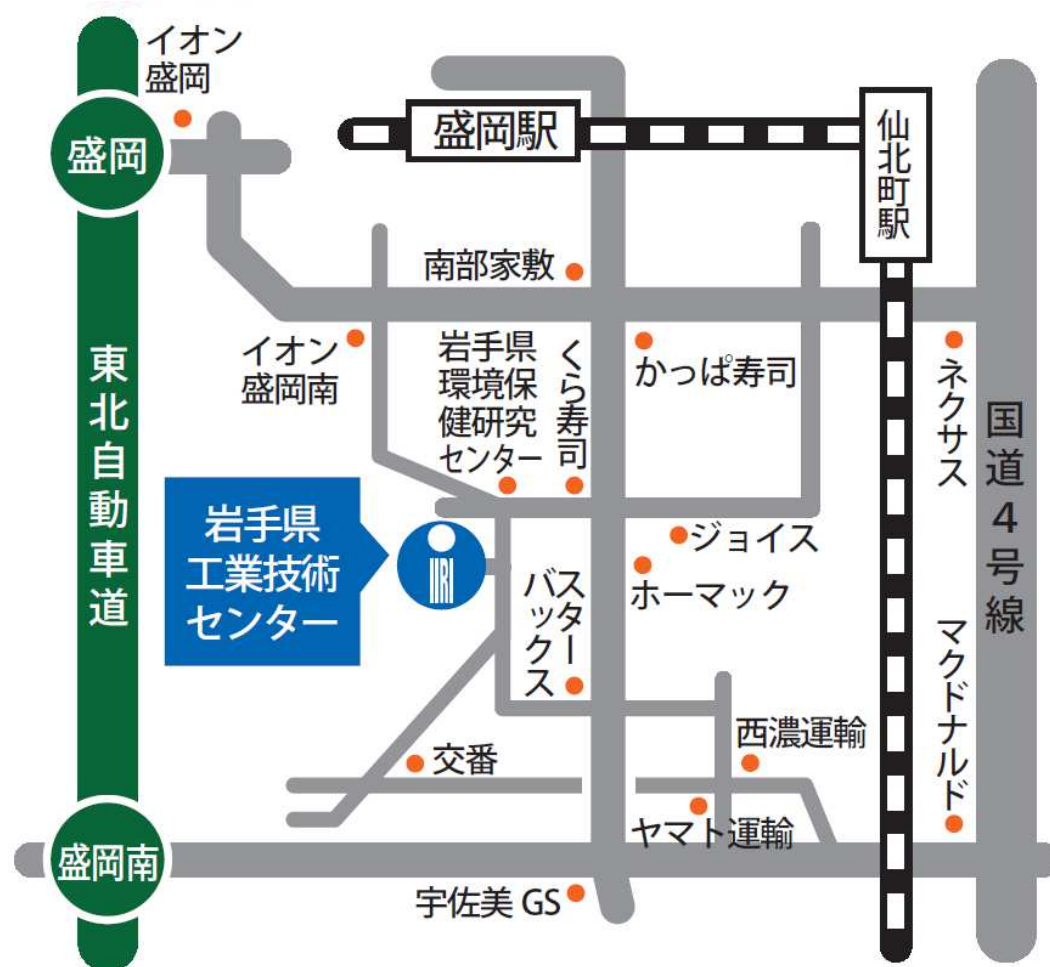 イオン
盛岡
盛岡
盛岡駅
仙北町駅
南部家敷
イオン
盛岡南
岩手県
環境保
健研究
センター
くら寿司
かっぱ寿司
ネクサス
東北自動車道
国道4号線
岩手県
工業技術
センター
IIRI
ジョイス
ホーマック
スター
バックス
マクドナルド
西濃運輸
交番
ヤマト運輸
盛岡南
宇佐美 GS